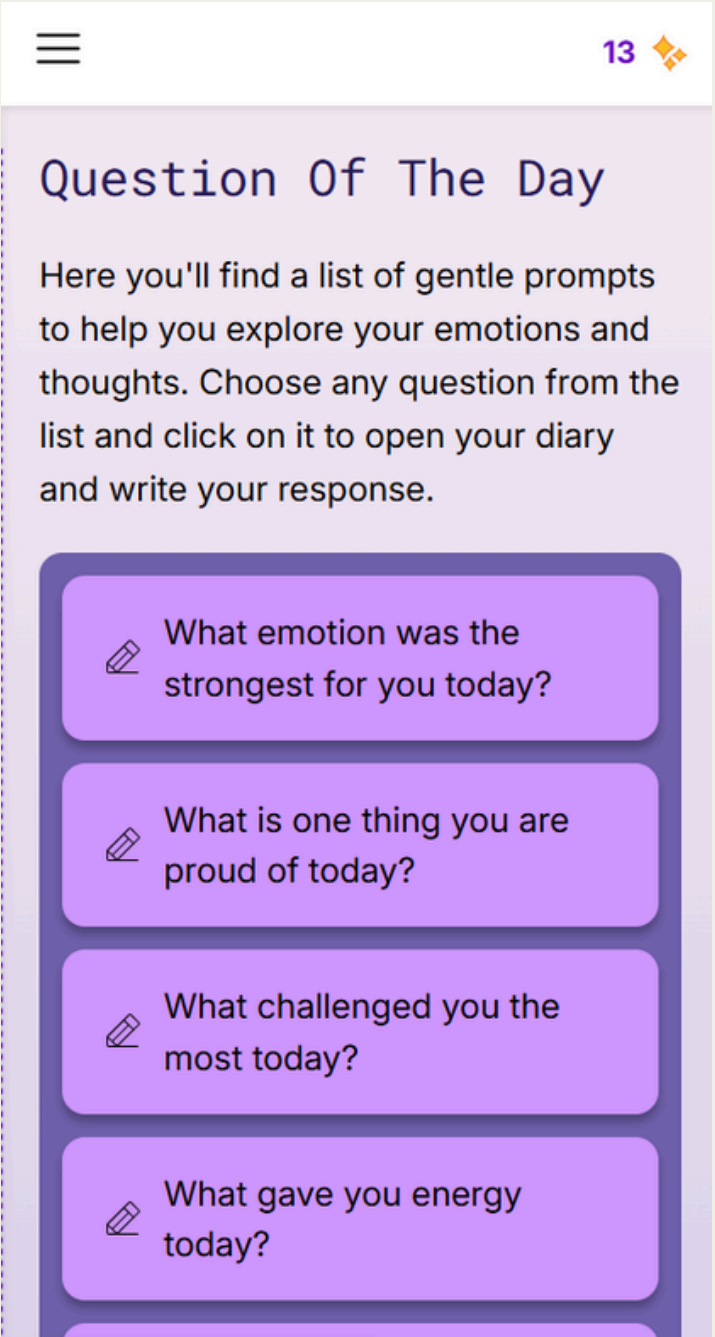 13
Question Of The Day
Here you'll find a list of gentle prompts
to help you explore your emotions and
thoughts. Choose any question from the
list and click on it to open your diary
and write your response.
What emotion was the
strongest for you today?
What is one thing you are
proud of today?
What challenged you the
most today?
What gave you energy
today?